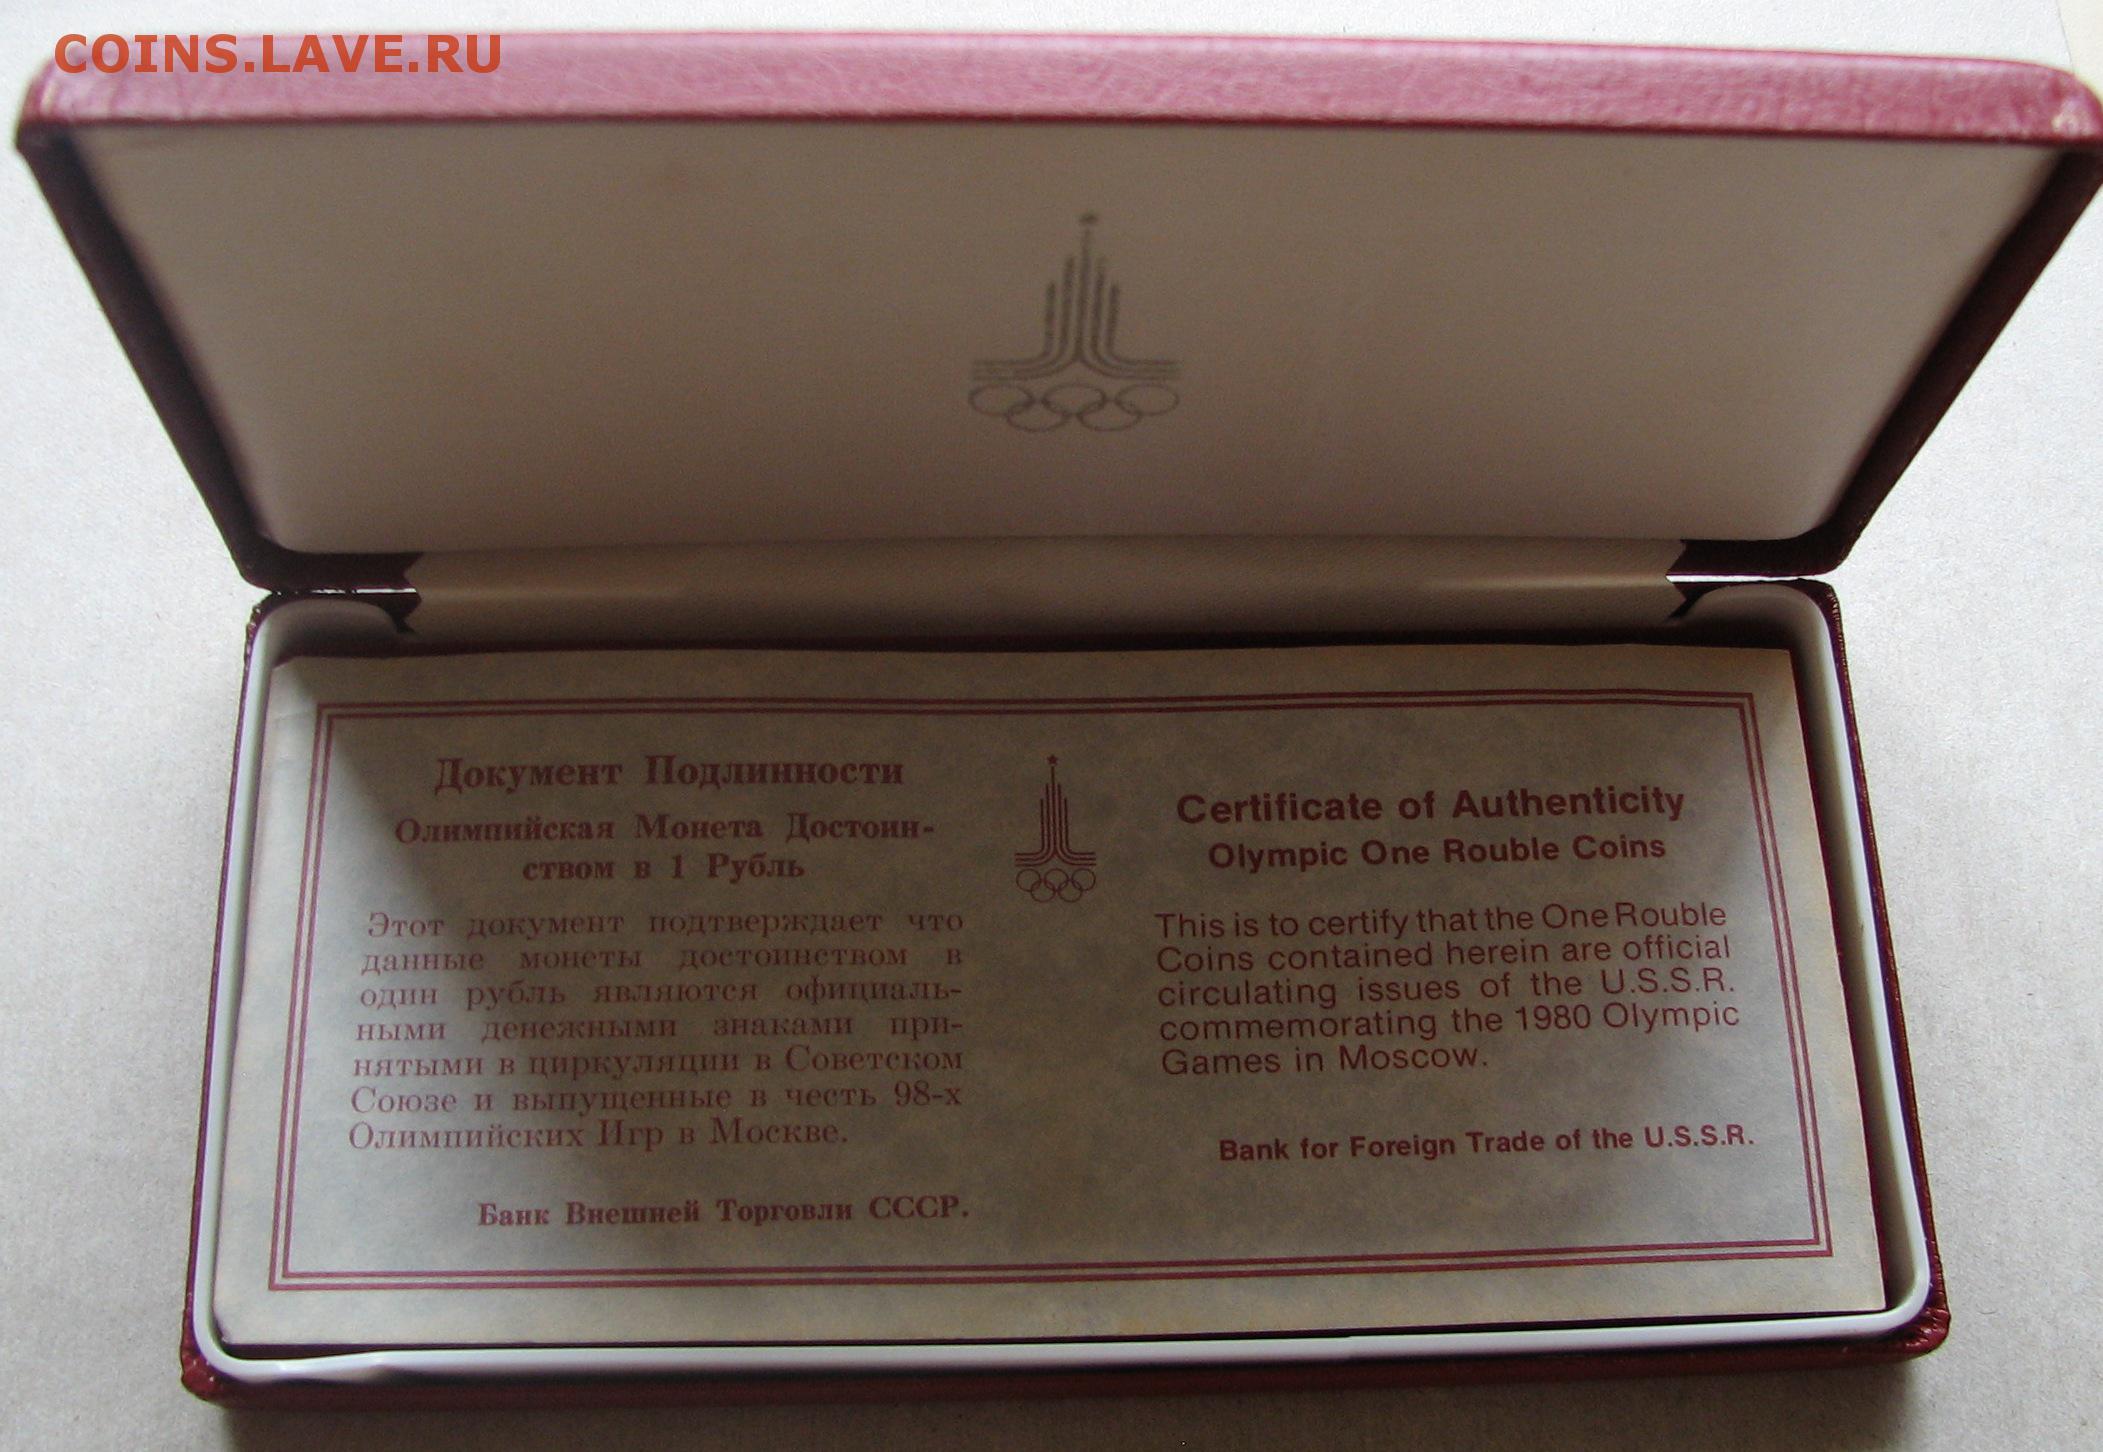 COINS.LAVE.RU
Документ Подлинности
Олимпийская Монета Достоин-
ством в 1 Рубль
Этот документ подтверждает что
данные монеты достоинством в
один рубль являются официаль-
ными денежными знаками при-
нятыми в циркуляции в Советском
Союзе и выпущенные в честь 98-х
Олимпийских Игр в Москве.
Банк Внешней Торговли СССР.
Certificate of Authenticity
Olympic One Rouble Coins
This is to certify that the One Rouble
Coins contained herein are official
circulating issues of the U.S.S.R.
commemorating the 1980 Olympic
Games in Moscow.
Bank for Foreign Trade of the U.S.S.R.